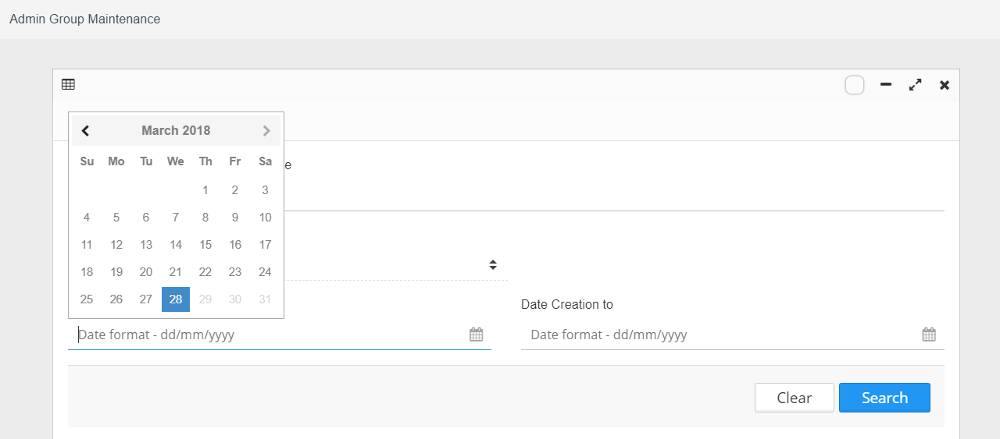 Admin Group Maintenance
March 2018
Su Mo Tu We Th Fr Sa
1 2 3
4 5 6 7 8 9 10
11 12 13 14 15 16 17
18 19 20 21 22 23 24
25 26 27 28 29 30 31
e
Date Creation to
Date format - dd/mm/yyyy
Date format - dd/mm/yyyy
Clear
Search